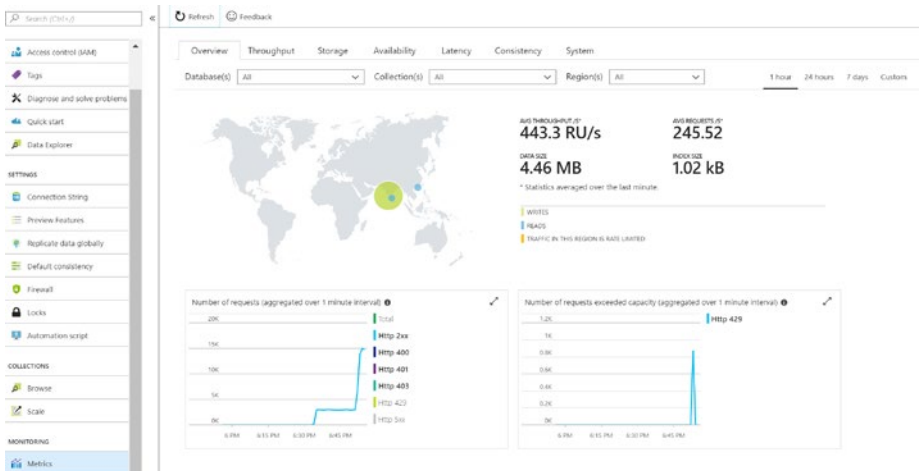 Search (Ctrl+/)
«
Refresh
Feedback
Access control (IAM)
Tags
Diagnose and solve problems
Quick start
Data Explorer
SETTINGS
Connection String
Preview Features
Replicate data globally
Default consistency
Firewall
Locks
Automation script
COLLECTIONS
Browse
Scale
MONITORING
Metrics
Overview Throughput Storage Availability Latency Consistency System
Database(s) All Collection(s) All Region(s) All
1 hour 24 hours 7 days Custom
AVG THROUGHPUT /S* AVG REQUESTS /S*
443.3 RU/s 245.52
DATA SIZE INDEX SIZE
4.46 MB 1.02 kB
* Statistics averaged over the last minute.
WRITES
READS
TRAFFIC IN THIS REGION IS RATE LIMITED
Number of requests (aggregated over 1 minute interval)
20K
15K
10K
5K
0K
6 PM 6:15 PM 6:30 PM 6:45 PM
Total
Http 2xx
Http 400
Http 401
Http 403
Http 429
Http 5xx
Number of requests exceeded capacity (aggregated over 1 minute interval)
1.2K
1K
0.8K
0.6K
0.4K
0.2K
0K
6 PM 6:15 PM 6:30 PM 6:45 PM
Http 429